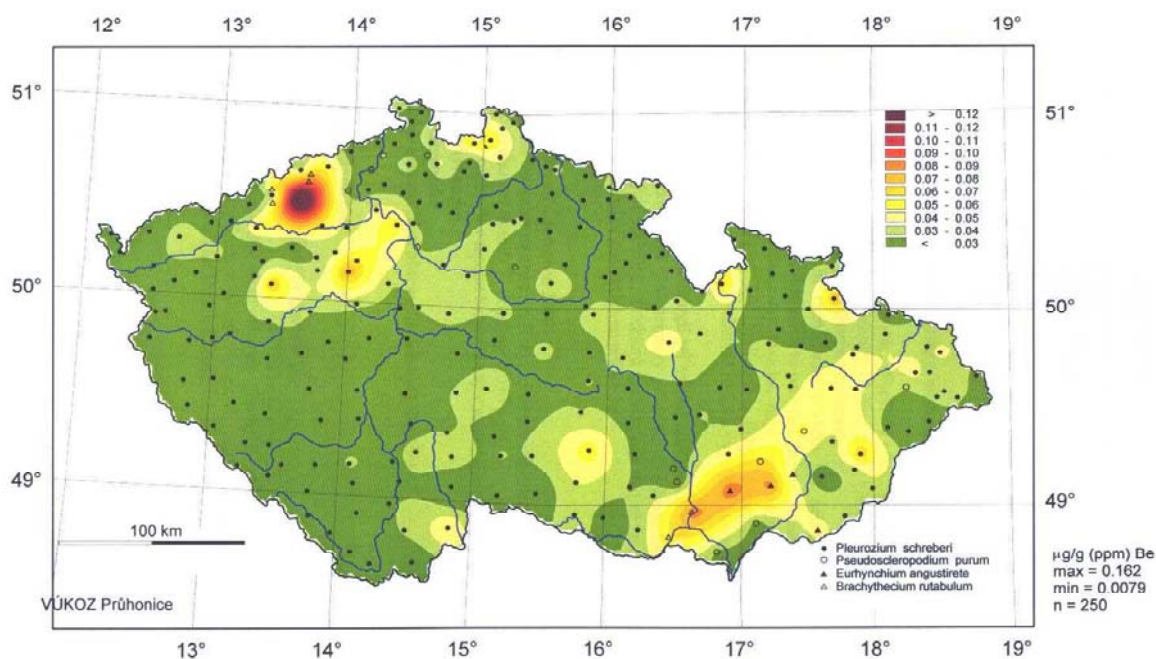 12° 13° 14° 15° 16° 17° 18° 19°
51° 51°
> 0.12
0.11 - 0.12
0.10 - 0.11
0.09 - 0.10
0.08 - 0.09
0.07 - 0.08
0.06 - 0.07
0.05 - 0.06
0.04 - 0.05
0.03 - 0.04
< 0.03
50° 50°
49° 49°
100 km
Pleurozium schreberi
Pseudoscleropodium purum
Eurhynchium angustirete
Brachythecium rutabulum
µg/g (ppm) Be
max = 0.162
min = 0.0079
n = 250
VÚKOZ Průhonice
13° 14° 15° 16° 17° 18° 19°